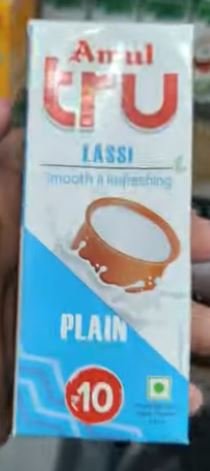 Amul
tru
LASSI
Smooth & Refreshing
PLAIN
₹10